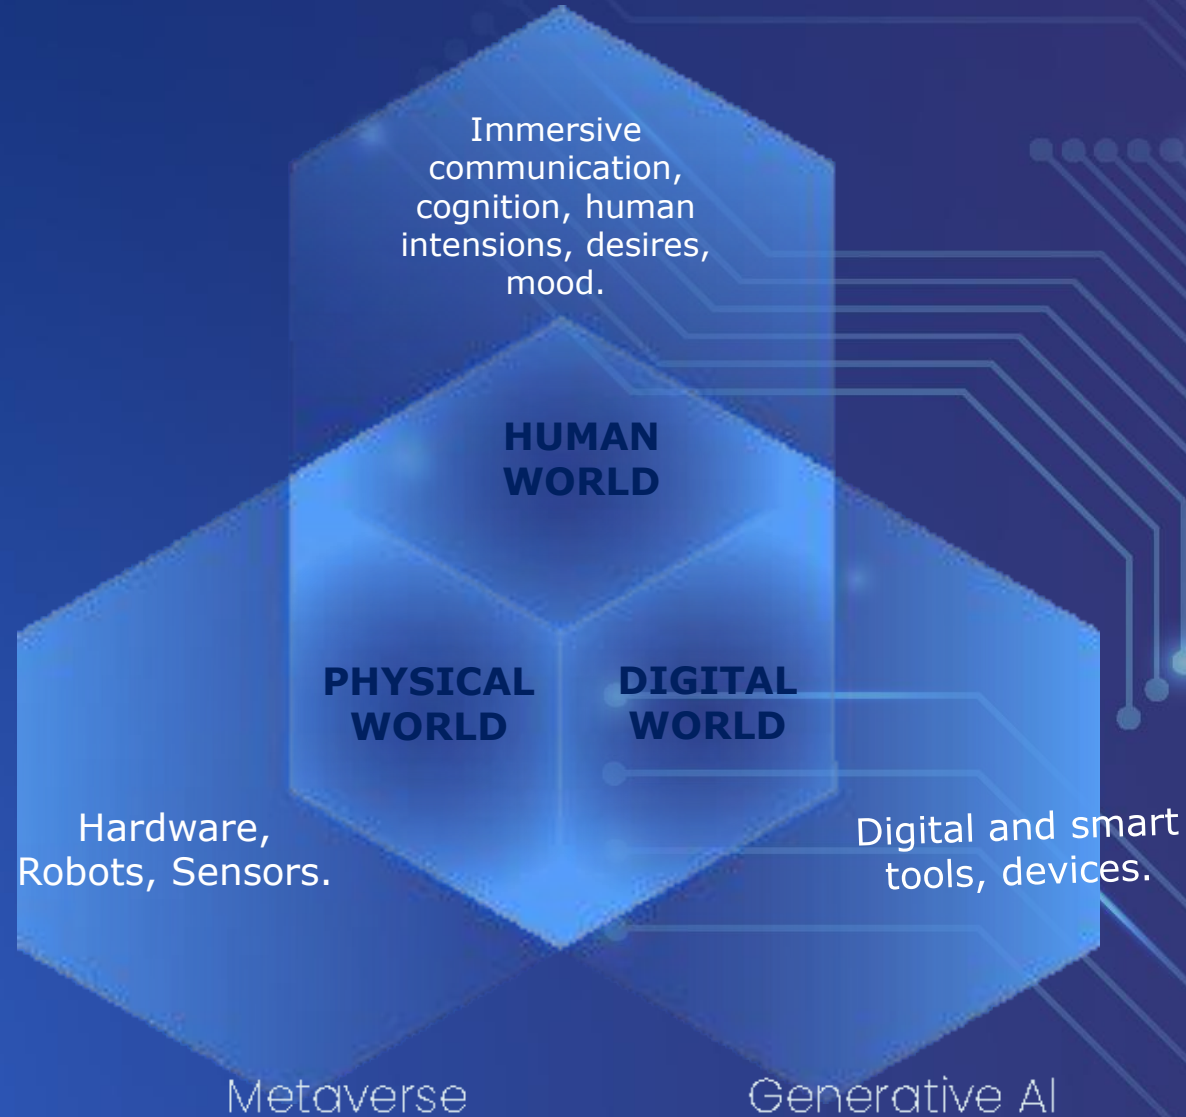 Immersive
communication,
cognition, human
intensions, desires,
mood.
HUMAN
WORLD
PHYSICAL
WORLD
DIGITAL
WORLD
Hardware,
Robots, Sensors.
Digital and smart
tools, devices.
Metaverse
Generative AI